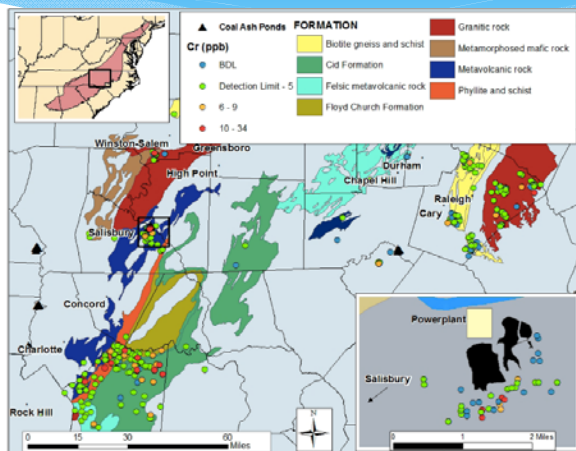 Coal Ash Ponds
Cr (ppb)
BDL
Detection Limit - 5
6 - 9
10 - 34
FORMATION
Biotite gneiss and schist
Cid Formation
Felsic metavolcanic rock
Floyd Church Formation
Granitic rock
Metamorphosed mafic rock
Metavolcanic rock
Phyllite and schist
Winston-Salem
Greensboro
High Point
Durham
Chapel Hill
Raleigh
Cary
Salisbury
Concord
Charlotte
Rock Hill
Powerplant
Salisbury
N
0 15 30 60
Miles
0 1 2
Miles